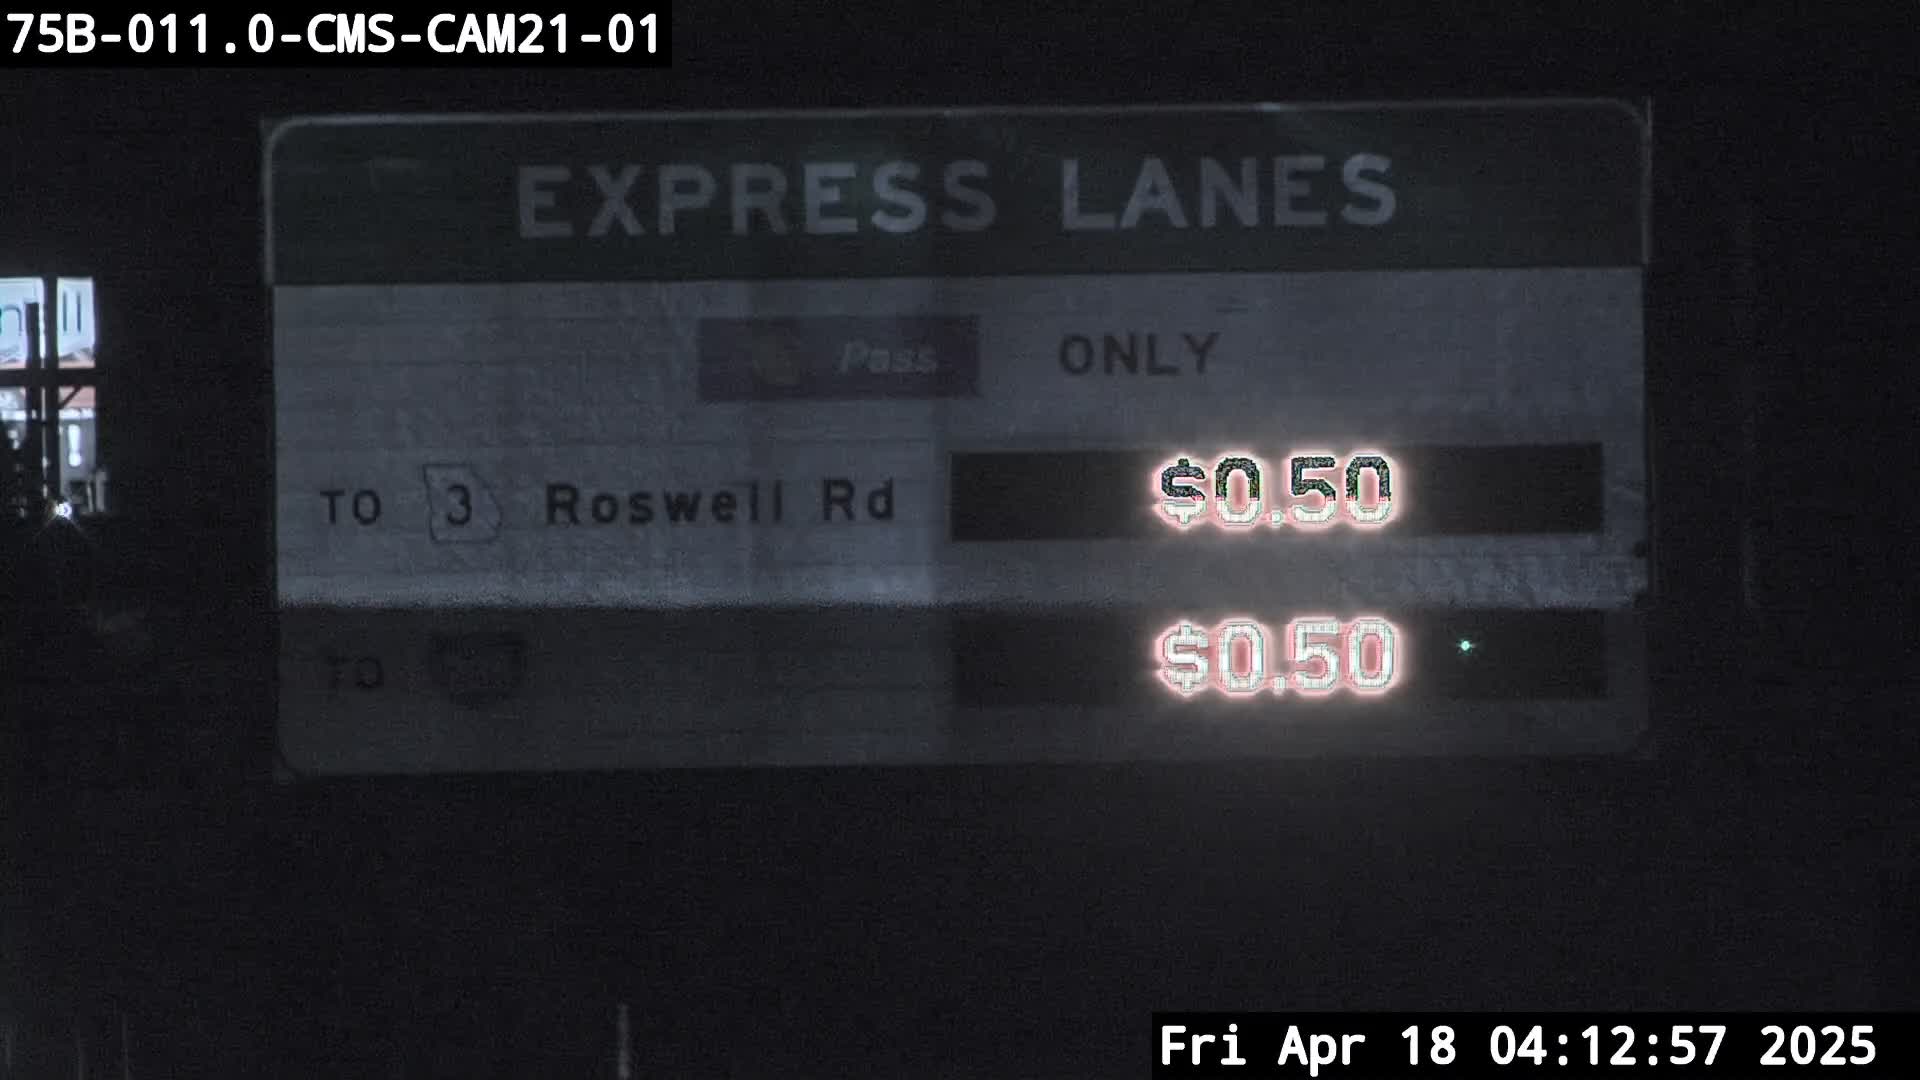 75B-011.0-CMS-CAM21-01
EXPRESS LANES
Pass ONLY
TO 3 Roswell Rd $0.50
TO $0.50
Fri Apr 18 04:12:57 2025